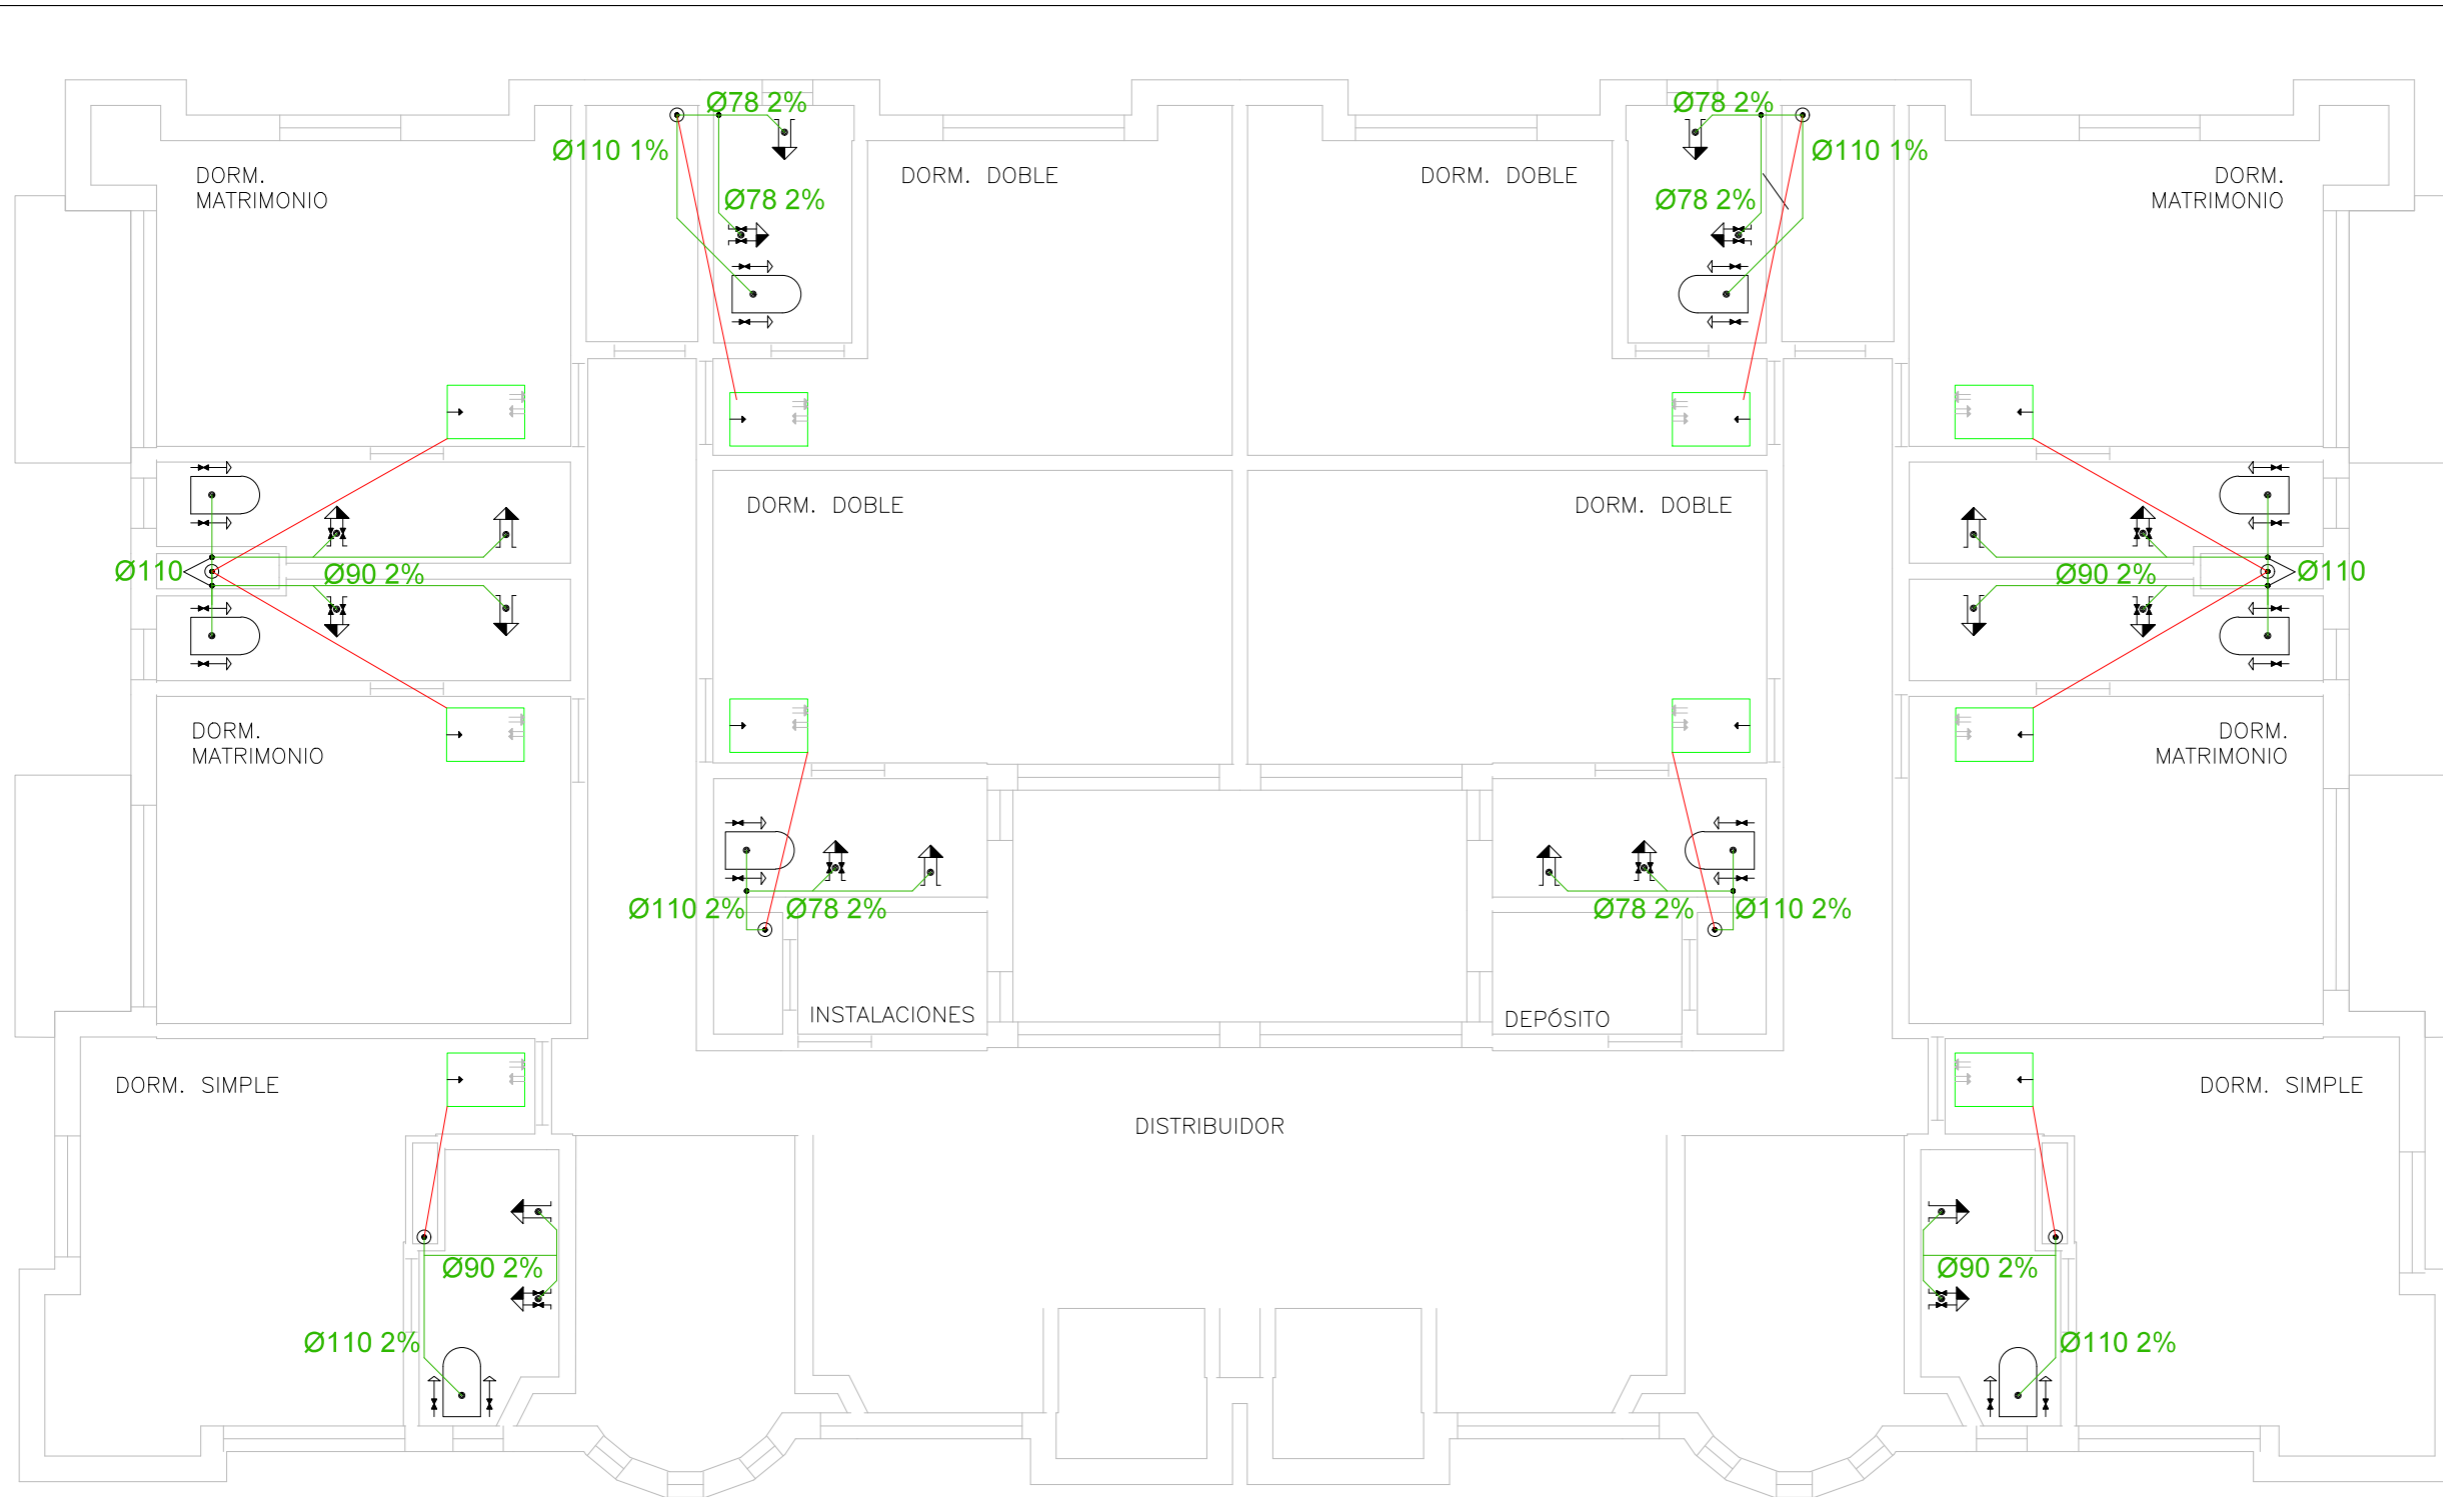 Ø78 2%
Ø78 2%
Ø110 1%
Ø110 1%
DORM.
MATRIMONIO
DORM. DOBLE
DORM. DOBLE
DORM.
MATRIMONIO
Ø78 2%
Ø78 2%
DORM. DOBLE
DORM. DOBLE
Ø110
Ø90 2%
Ø90 2%
Ø110
DORM.
MATRIMONIO
DORM.
MATRIMONIO
Ø110 2%
Ø78 2%
Ø78 2%
Ø110 2%
INSTALACIONES
DEPÓSITO
DORM. SIMPLE
DORM. SIMPLE
DISTRIBUIDOR
Ø90 2%
Ø90 2%
Ø110 2%
Ø110 2%